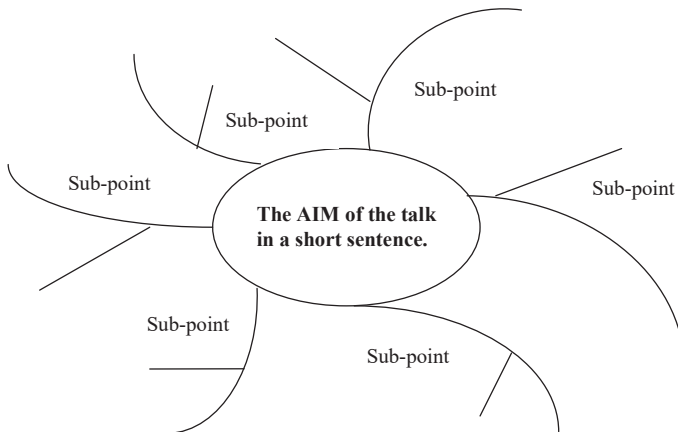 Sub-point
Sub-point
Sub-point
Sub-point
The AIM of the talk
in a short sentence.
Sub-point
Sub-point